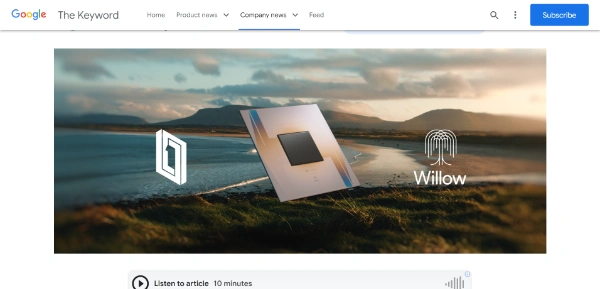 Google The Keyword Home Product news Company news Feed Subscribe
Willow
Listen to article 10 minutes